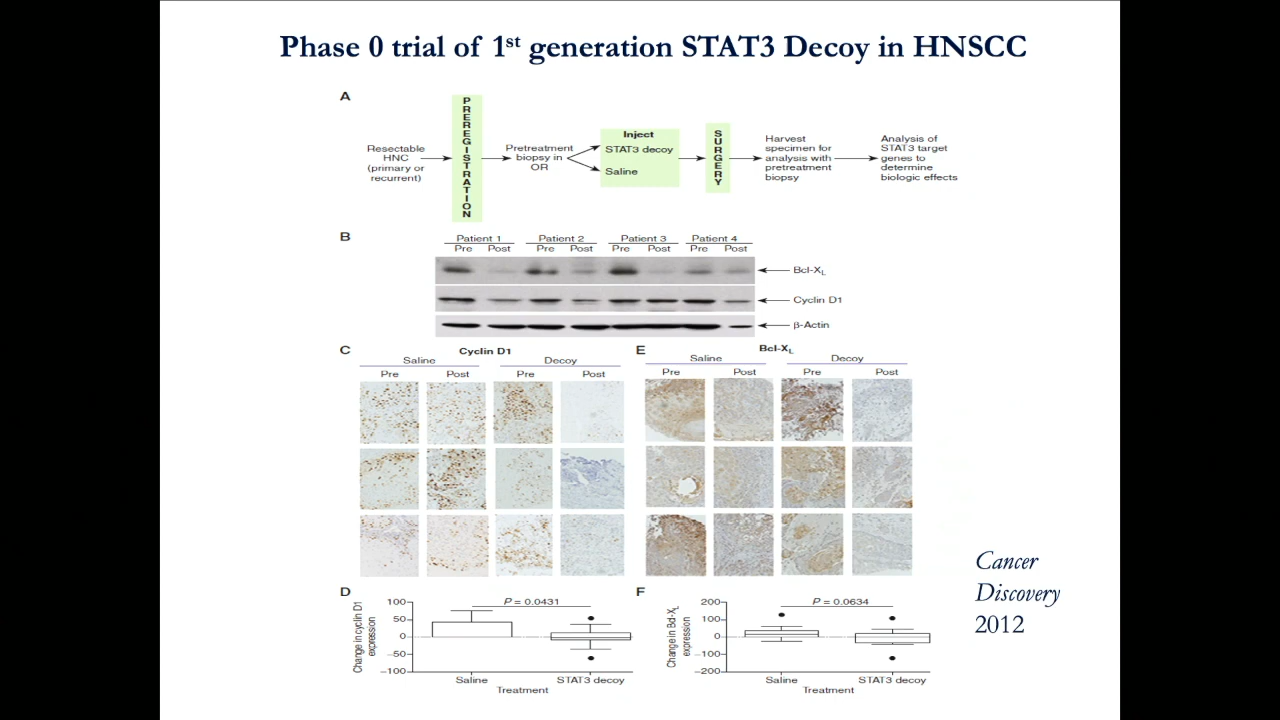 Phase 0 trial of 1st generation STAT3 Decoy in HNSCC
A
Resectable
HNC
(primary or
recurrent)
PREREGISTRATION
Pretreatment
biopsy in
OR
Inject
STAT3 decoy
Saline
SURGERY
Harvest
specimen for
analysis with
pretreatment
biopsy
Analysis of
STAT3 target
genes to
determine
biologic effects
B
Patient 1 Patient 2 Patient 3 Patient 4
Pre Post Pre Post Pre Post Pre Post
Bcl-XL
Cyclin D1
β-Actin
C
Cyclin D1
Saline Decoy
Pre Post Pre Post
E
Bcl-XL
Saline Decoy
Pre Post Pre Post
Cancer
Discovery
2012
D
Change in cyclin D1
expression
100
50
0
−50
−100
P = 0.0431
Saline STAT3 decoy
Treatment
F
Change in Bcl-XL
expression
200
100
0
−100
−200
P = 0.0634
Saline STAT3 decoy
Treatment